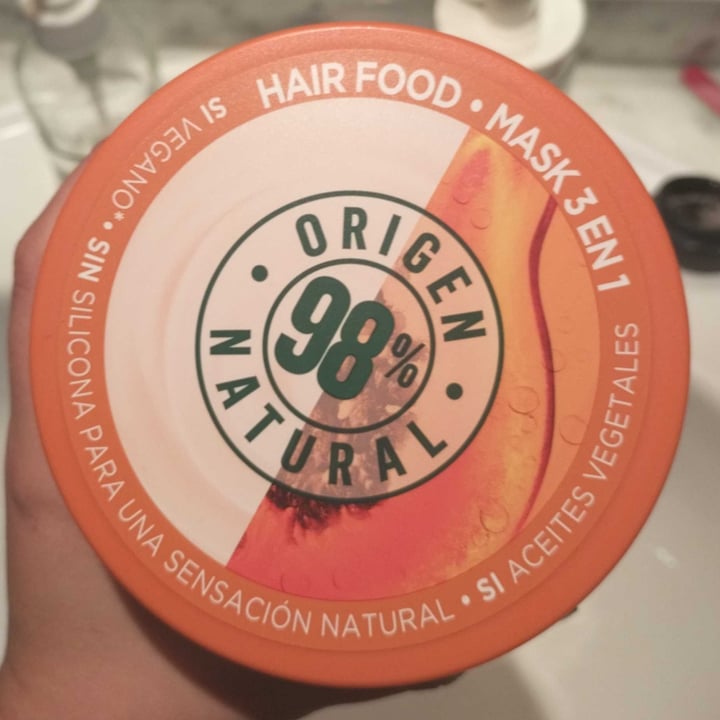 HAIR FOOD • MASK 3 EN 1
SI VEGANO* • SIN SILICONA PARA UNA SENSACIÓN NATURAL • SI ACEITES VEGETALES
• ORIGEN •
98%
NATURAL